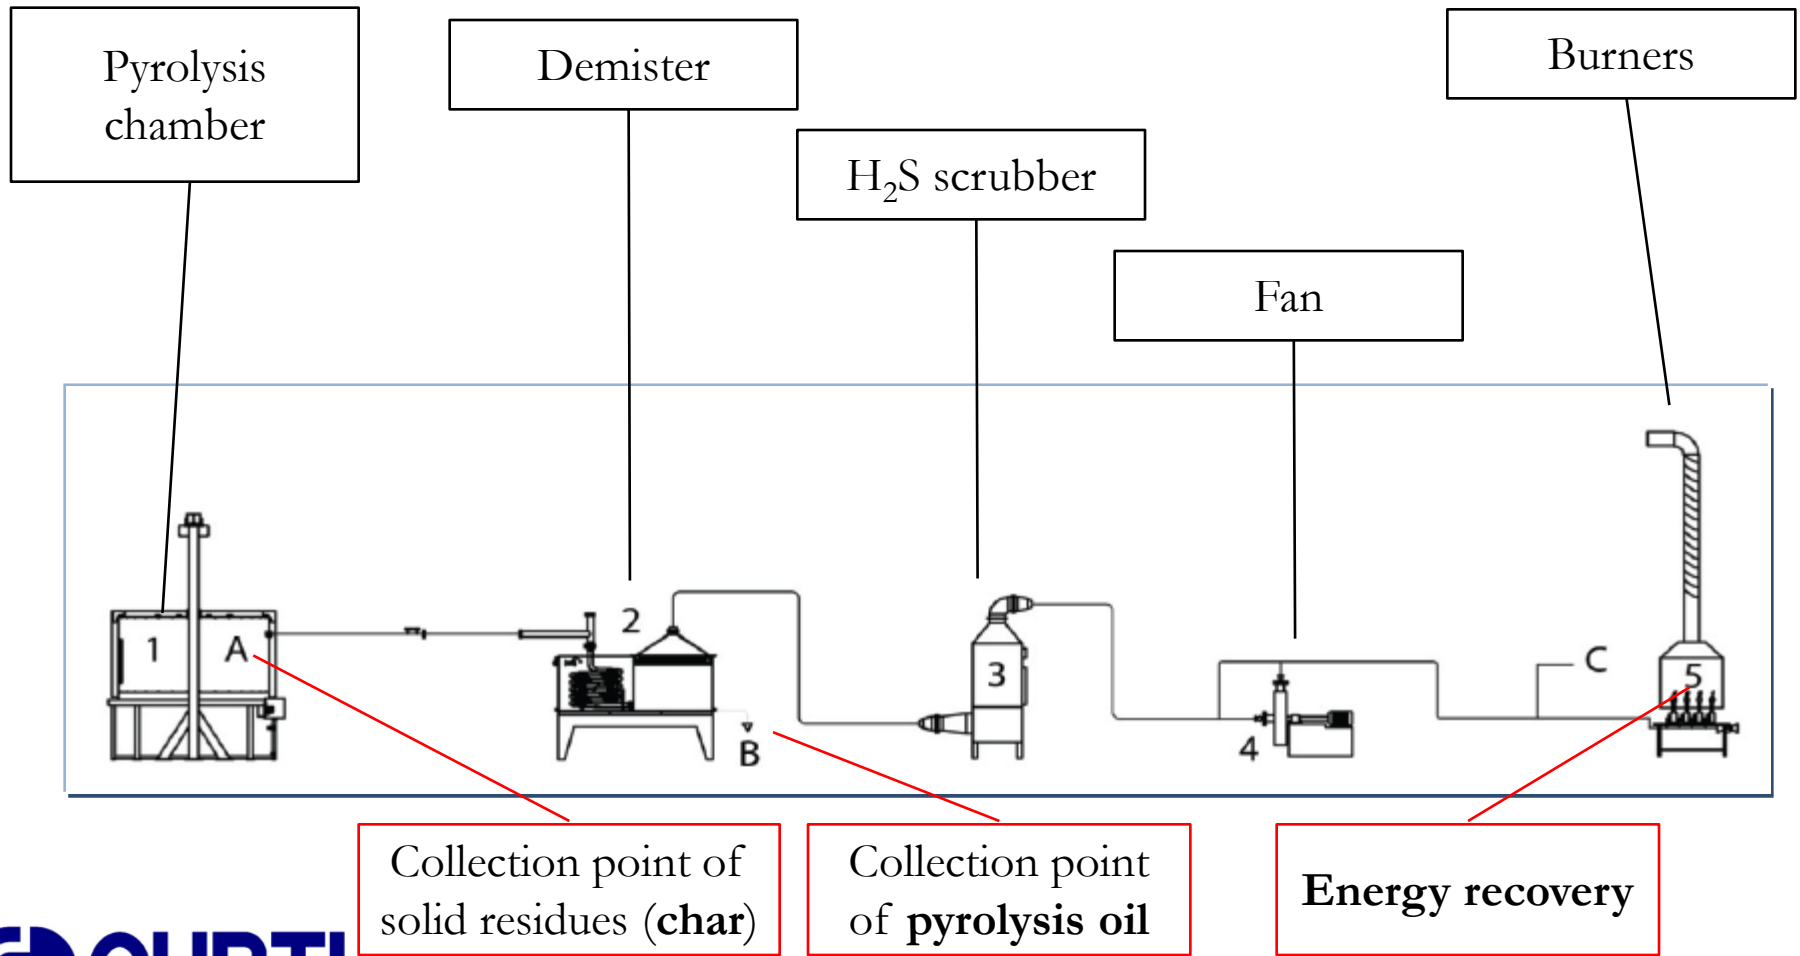 Pyrolysis
chamber
Demister
Burners
H₂S scrubber
Fan
1
A
2
B
3
4
C
5
Collection point of
solid residues (char)
Collection point
of pyrolysis oil
Energy recovery